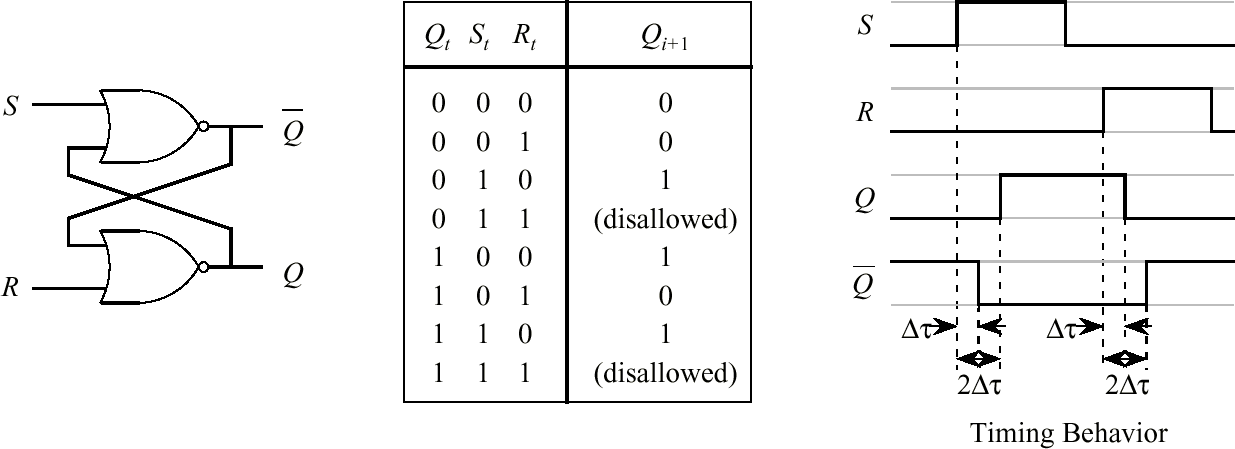 S
Q
R
Q
Qt St Rt Qi+1
0 0 0 0
0 0 1 0
0 1 0 1
0 1 1 (disallowed)
1 0 0 1
1 0 1 0
1 1 0 1
1 1 1 (disallowed)
S
R
Q
Q
Δτ Δτ
2Δτ 2Δτ
Timing Behavior